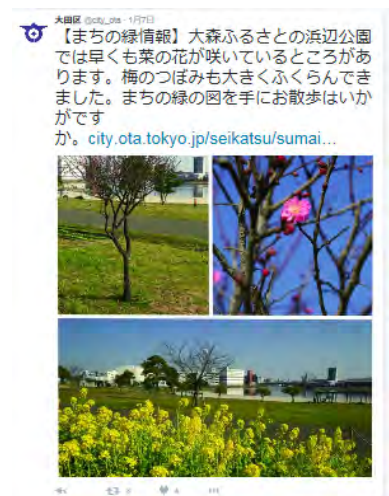 大田区 @city_ota · 1月7日
【まちの緑情報】大森ふるさとの浜辺公園
では早くも菜の花が咲いているところがあ
ります。梅のつぼみも大きくふくらんでき
ました。まちの緑の図を手にお散歩はいか
がです
か。city.ota.tokyo.jp/seikatsu/sumai…